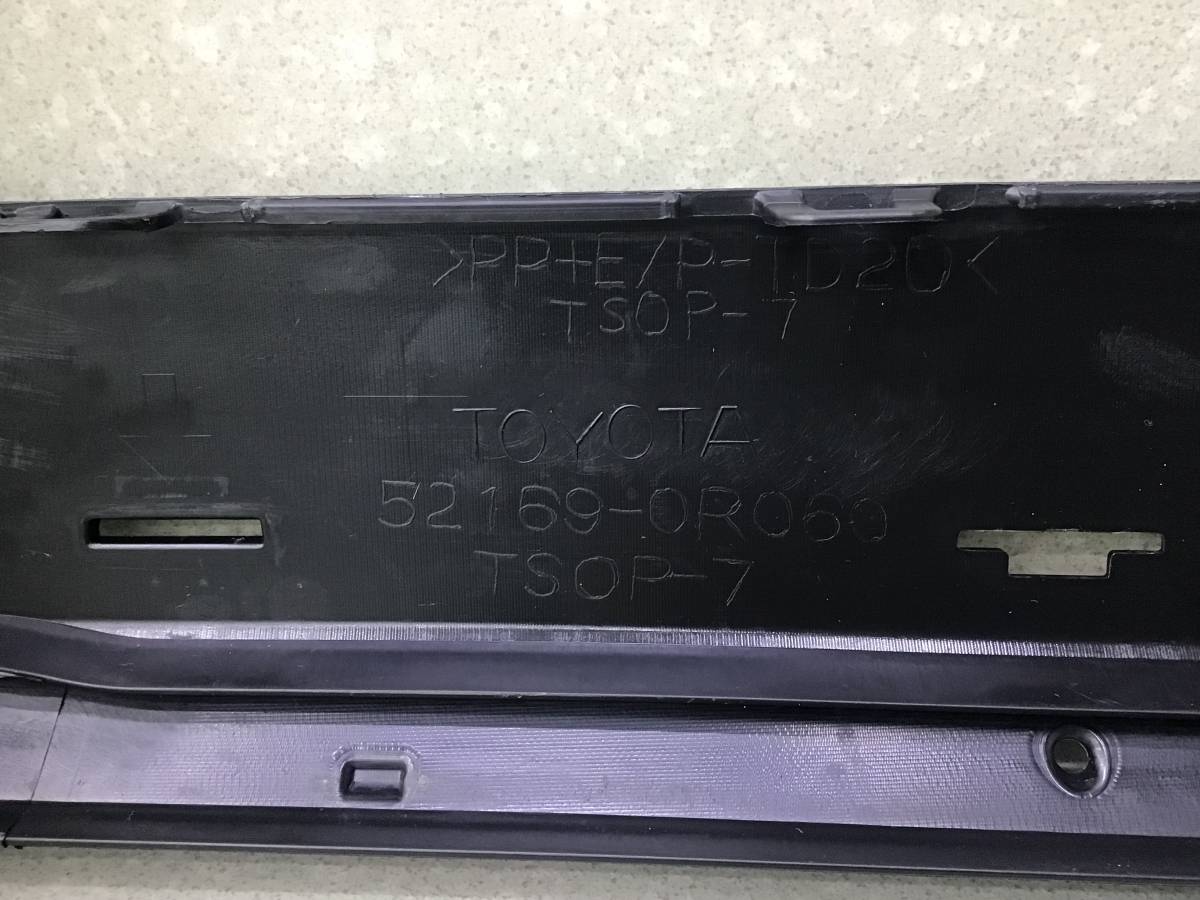 >PP+E/P-TD20<
TSOP-7
TOYOTA
52169-0R060
TSOP-7